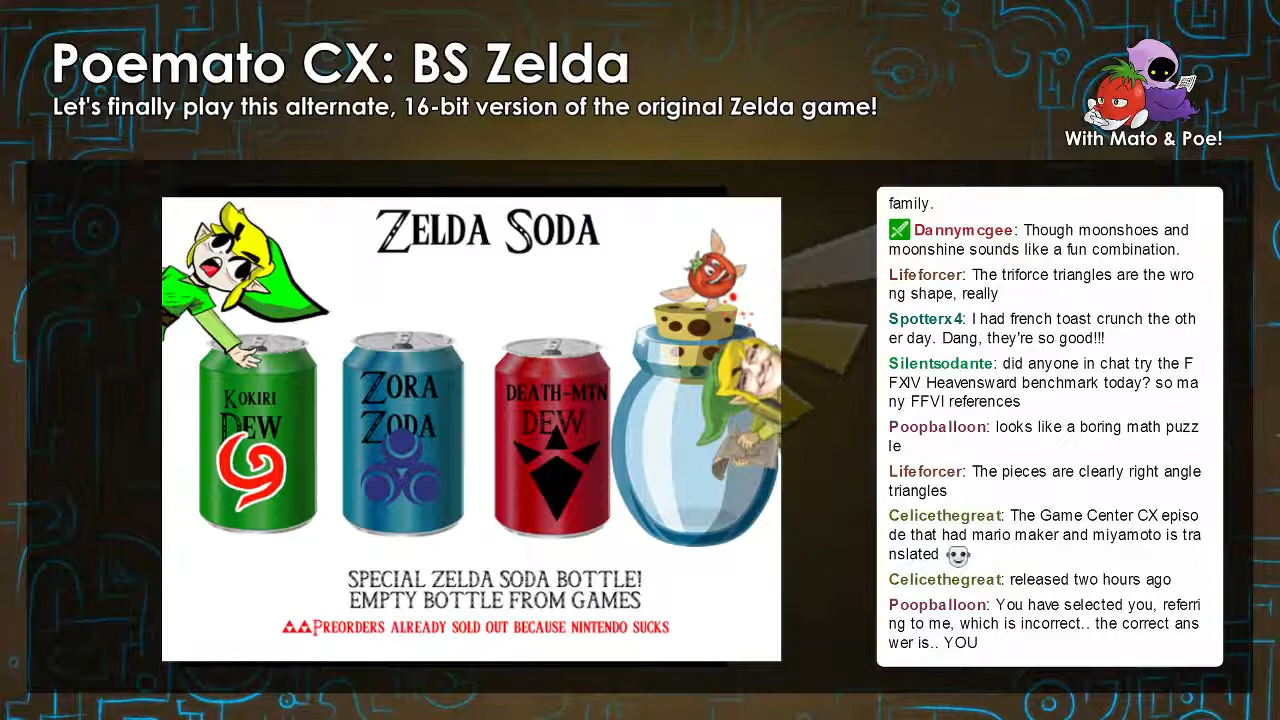 Poemato CX: BS Zelda
Let's finally play this alternate, 16-bit version of the original Zelda game!
With Mato & Poe!
ZELDA SODA
KOKIRI
DEW
ZORA
ZODA
DEATH-MTN
DEW
SPECIAL ZELDA SODA BOTTLE!
EMPTY BOTTLE FROM GAMES
PREORDERS ALREADY SOLD OUT BECAUSE NINTENDO SUCKS
family.
Dannymcgee: Though moonshoes and
moonshine sounds like a fun combination.
Lifeforcer: The triforce triangles are the wro
ng shape, really
Spotterx4: I had french toast crunch the oth
er day. Dang, they're so good!!!
Silentsodante: did anyone in chat try the F
FXIV Heavensward benchmark today? so ma
ny FFVI references
Poopballoon: looks like a boring math puzz
le
Lifeforcer: The pieces are clearly right angle
triangles
Celicethegreat: The Game Center CX episo
de that had mario maker and miyamoto is tra
nslated
Celicethegreat: released two hours ago
Poopballoon: You have selected you, referri
ng to me, which is incorrect.. the correct ans
wer is.. YOU